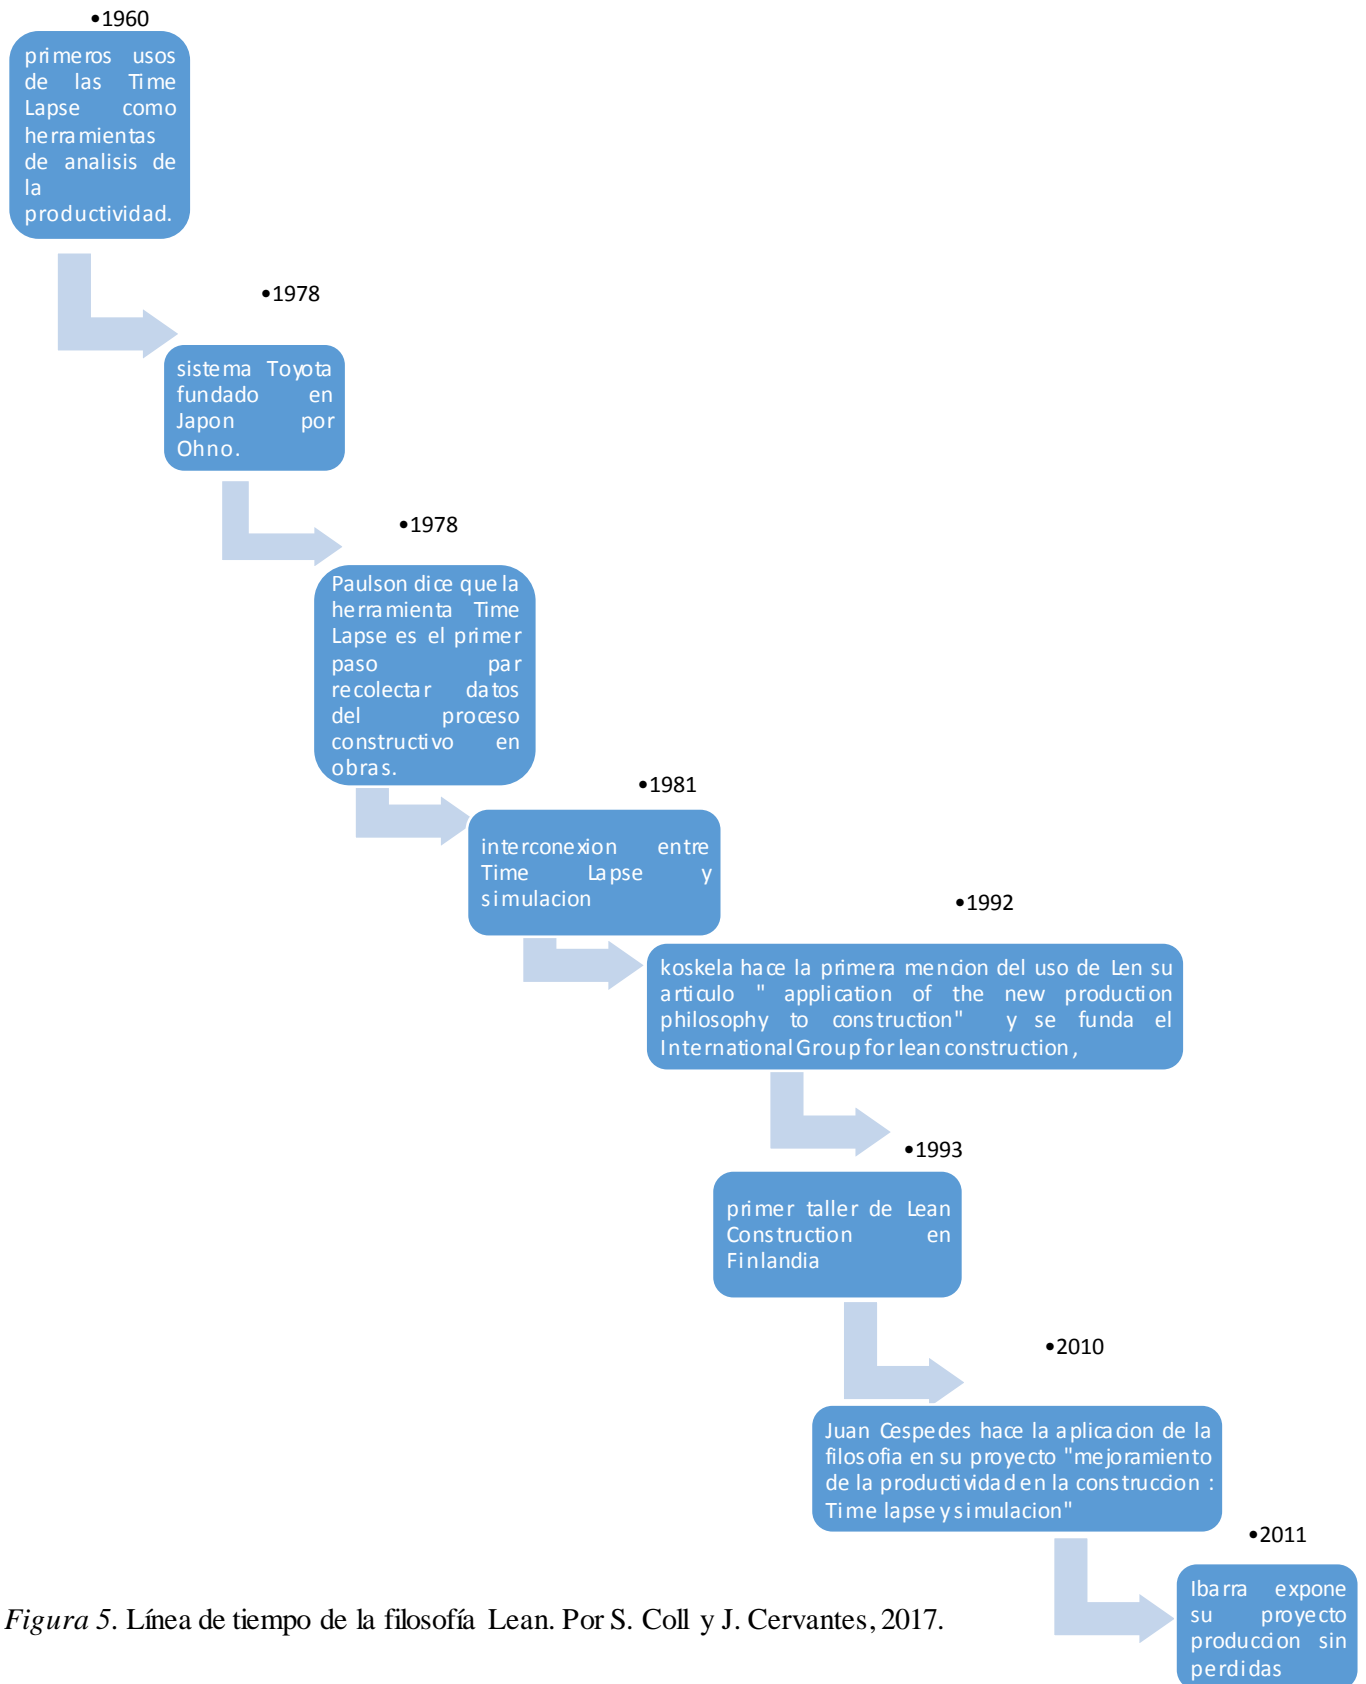 •1960
primeros usos
de las Time
Lapse como
herramientas
de analisis de
la
productividad.
•1978
sistema Toyota
fundado en
Japon por
Ohno.
•1978
Paulson dice que la
herramienta Time
Lapse es el primer
paso par
recolectar datos
del proceso
constructivo en
obras.
•1981
interconexion entre
Time Lapse y
simulacion
•1992
koskela hace la primera mencion del uso de Len su
articulo " application of the new production
philosophy to construction" y se funda el
International Group for lean construction,
•1993
primer taller de Lean
Construction en
Finlandia
•2010
Juan Cespedes hace la aplicacion de la
filosofia en su proyecto "mejoramiento
de la productividad en la construccion :
Time lapse y simulacion"
•2011
Ibarra expone
su proyecto
produccion sin
perdidas
Figura 5. Línea de tiempo de la filosofía Lean. Por S. Coll y J. Cervantes, 2017.